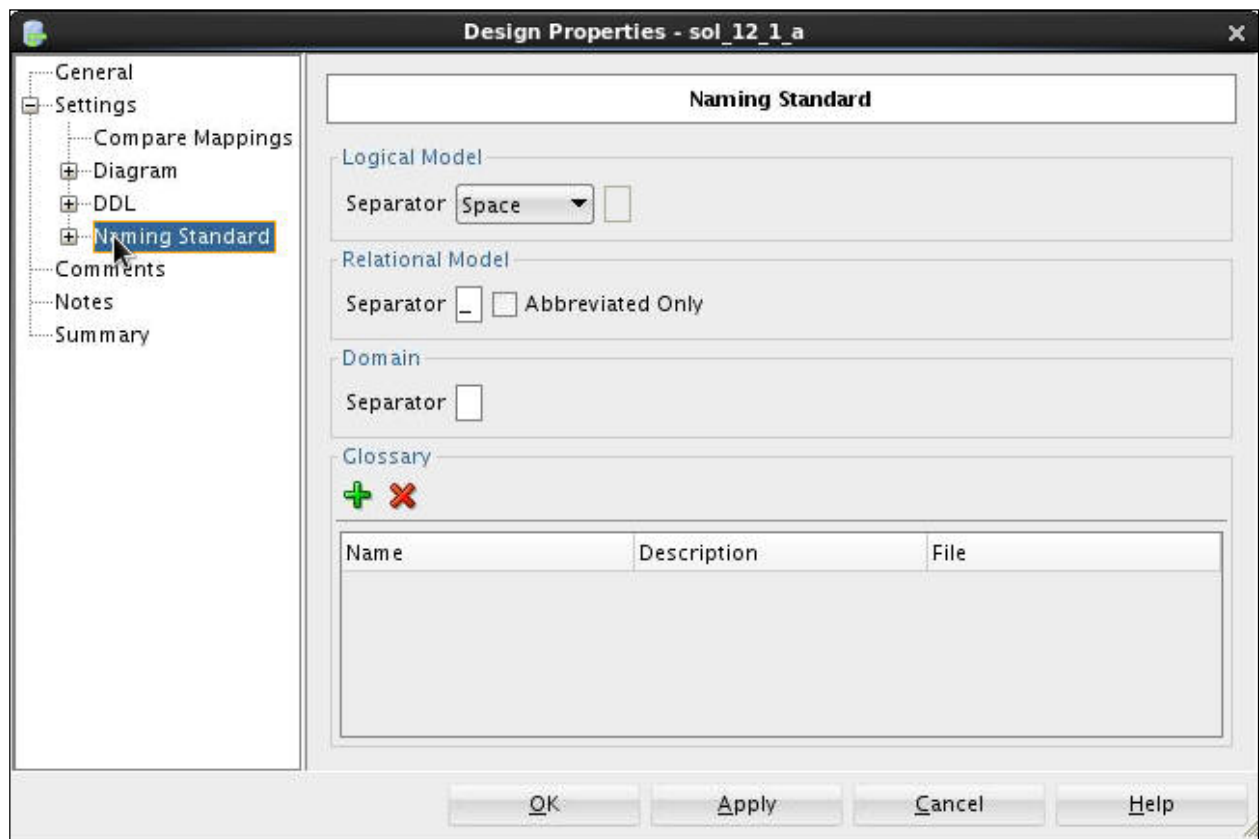 Design Properties - sol_12_1_a
General
Settings
Compare Mappings
Diagram
DDL
Naming Standard
Comments
Notes
Summary
Naming Standard
Logical Model
Separator Space
Relational Model
Separator _ Abbreviated Only
Domain
Separator
Glossary
Name Description File
OK Apply Cancel Help